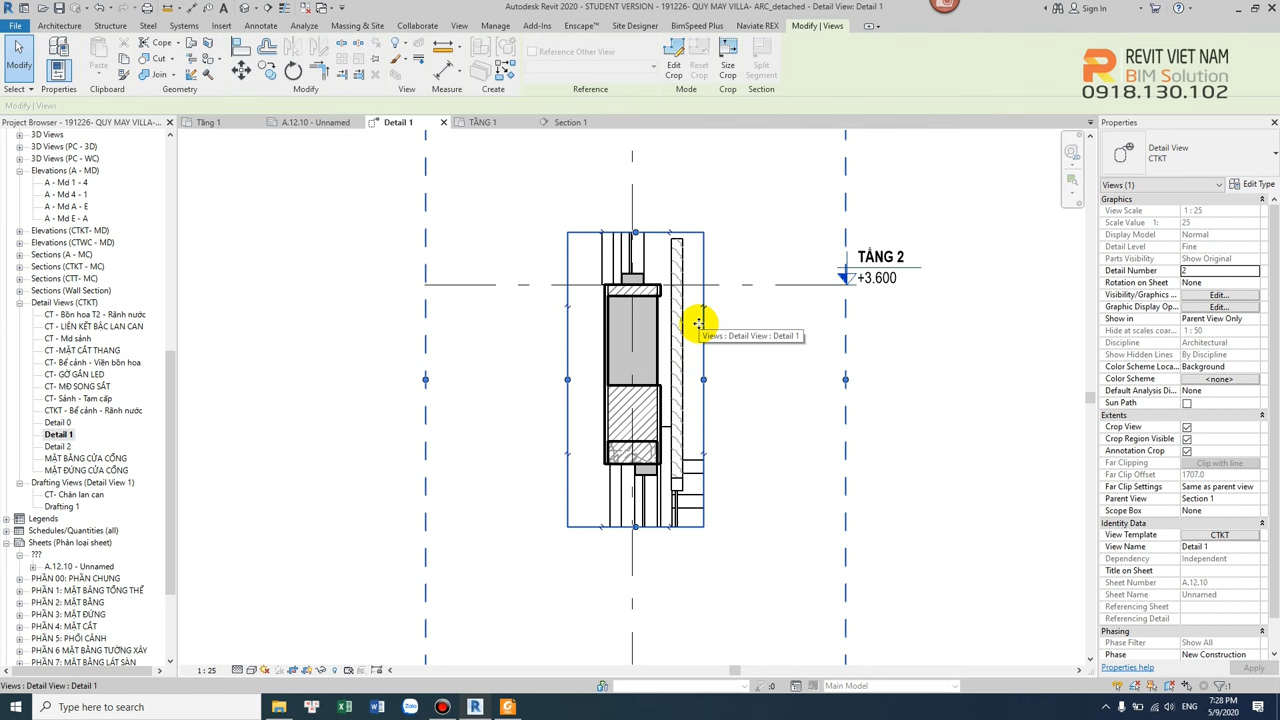 Autodesk Revit 2020 - STUDENT VERSION - 191226- QUY MAY VILLA- ARC_detached - Detail View: Detail 1
Sign In
File Architecture Structure Steel Systems Insert Annotate Analyze Massing & Site Collaborate View Manage Add-Ins Enscape™ Site Designer BimSpeed Plus Naviate REX Modify | Views
Modify
Paste
Cope
Cut
Join
Reference Other View
Edit Crop
Reset Crop
Size Crop
Split Segment
Select Properties Clipboard Geometry Modify View Measure Create Reference Mode Crop Section
REVIT VIET NAM
BIM Solution
0918.130.102
Modify | Views
Project Browser - 191226- QUY MAY VILLA-...
Tầng 1
A.12.10 - Unnamed
Detail 1
TẦNG 1
Section 1
3D Views
3D Views (PC - 3D)
3D Views (PC - WC)
Elevations (A - MD)
A - Md 1 - 4
A - Md 4 - 1
A - Md A - E
A - Md E - A
Elevations (CTKT- MD)
Elevations (CTWC - MD)
Sections (A - MC)
Sections (CTKT - MC)
Sections (CTT - MC)
Sections (Wall Section)
Detail Views (CTKT)
CT - Bồn hoa T2 - Rãnh nước
CT - LIÊN KẾT BẬC LAN CAN
CT - Md sảnh
CT -MẶT CẮT THANG
CT - Bể cảnh - Rãnh nước
CT- GỜ GẮN LED
CT - MĐ SONG SẮT
CT- Sảnh - Tam cấp
CTKT - Bể cảnh - Rãnh nước
Detail 0
Detail 1
Detail 2
MẶT BẰNG CỬA CỔNG
MẶT ĐỨNG CỬA CỔNG
Drafting Views (Detail View 1)
CT- Chân lan can
Drafting 1
Legends
Schedules/Quantities (all)
Sheets (Phân loại sheet)
???
A.12.10 - Unnamed
PHẦN 00: PHẦN CHUNG
PHẦN 1: MẶT BẰNG TỔNG THỂ
PHẦN 2: MẶT BẰNG
PHẦN 3: MẶT ĐỨNG
PHẦN 4: MẶT CẮT
PHẦN 5: PHỐI CẢNH
PHẦN 6 MẶT BẰNG TƯỜNG XÂY
PHẦN 7: MẶT BẰNG LÁT SÀN
TẦNG 2
+3.600
Views : Detail View : Detail 1
Properties
Detail View
CTKT
Views (1)
Edit Type
Graphics
View Scale 1 : 25
Scale Value 1: 25
Display Model Normal
Detail Level Fine
Parts Visibility Show Original
Detail Number 2
Rotation on Sheet None
Visibility/Graphics ... Edit...
Graphic Display Op... Edit...
Show in Parent View Only
Hide at scales coar... 1 : 50
Discipline Architectural
Show Hidden Lines By Discipline
Color Scheme Loca... Background
Color Scheme <none>
Default Analysis Di... None
Sun Path
Extents
Crop View
Crop Region Visible
Annotation Crop
Far Clipping Clip with line
Far Clip Offset 1707.0
Far Clip Settings Same as parent view
Parent View Section 1
Scope Box None
Identity Data
View Template CTKT
View Name Detail 1
Dependency Independent
Title on Sheet
Sheet Number A.12.10
Sheet Name Unnamed
Referencing Sheet
Referencing Detail
Phasing
Phase Filter Show All
Phase New Construction
Properties help
Apply
1 : 25
Views : Detail View : Detail 1
:0
Main Model
:1
Type here to search
ENG
7:28 PM
5/9/2020